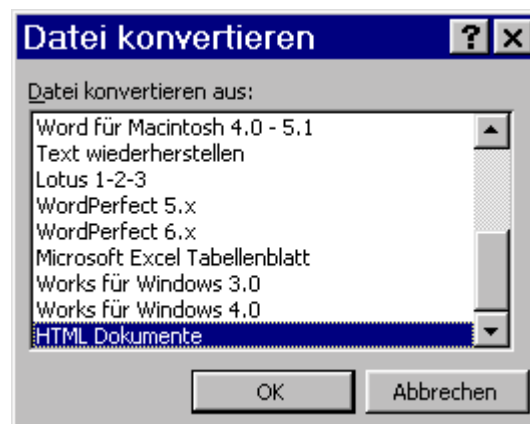 Datei konvertieren
Datei konvertieren aus:
Word für Macintosh 4.0 - 5.1
Text wiederherstellen
Lotus 1-2-3
WordPerfect 5.x
WordPerfect 6.x
Microsoft Excel Tabellenblatt
Works für Windows 3.0
Works für Windows 4.0
HTML Dokumente
OK Abbrechen